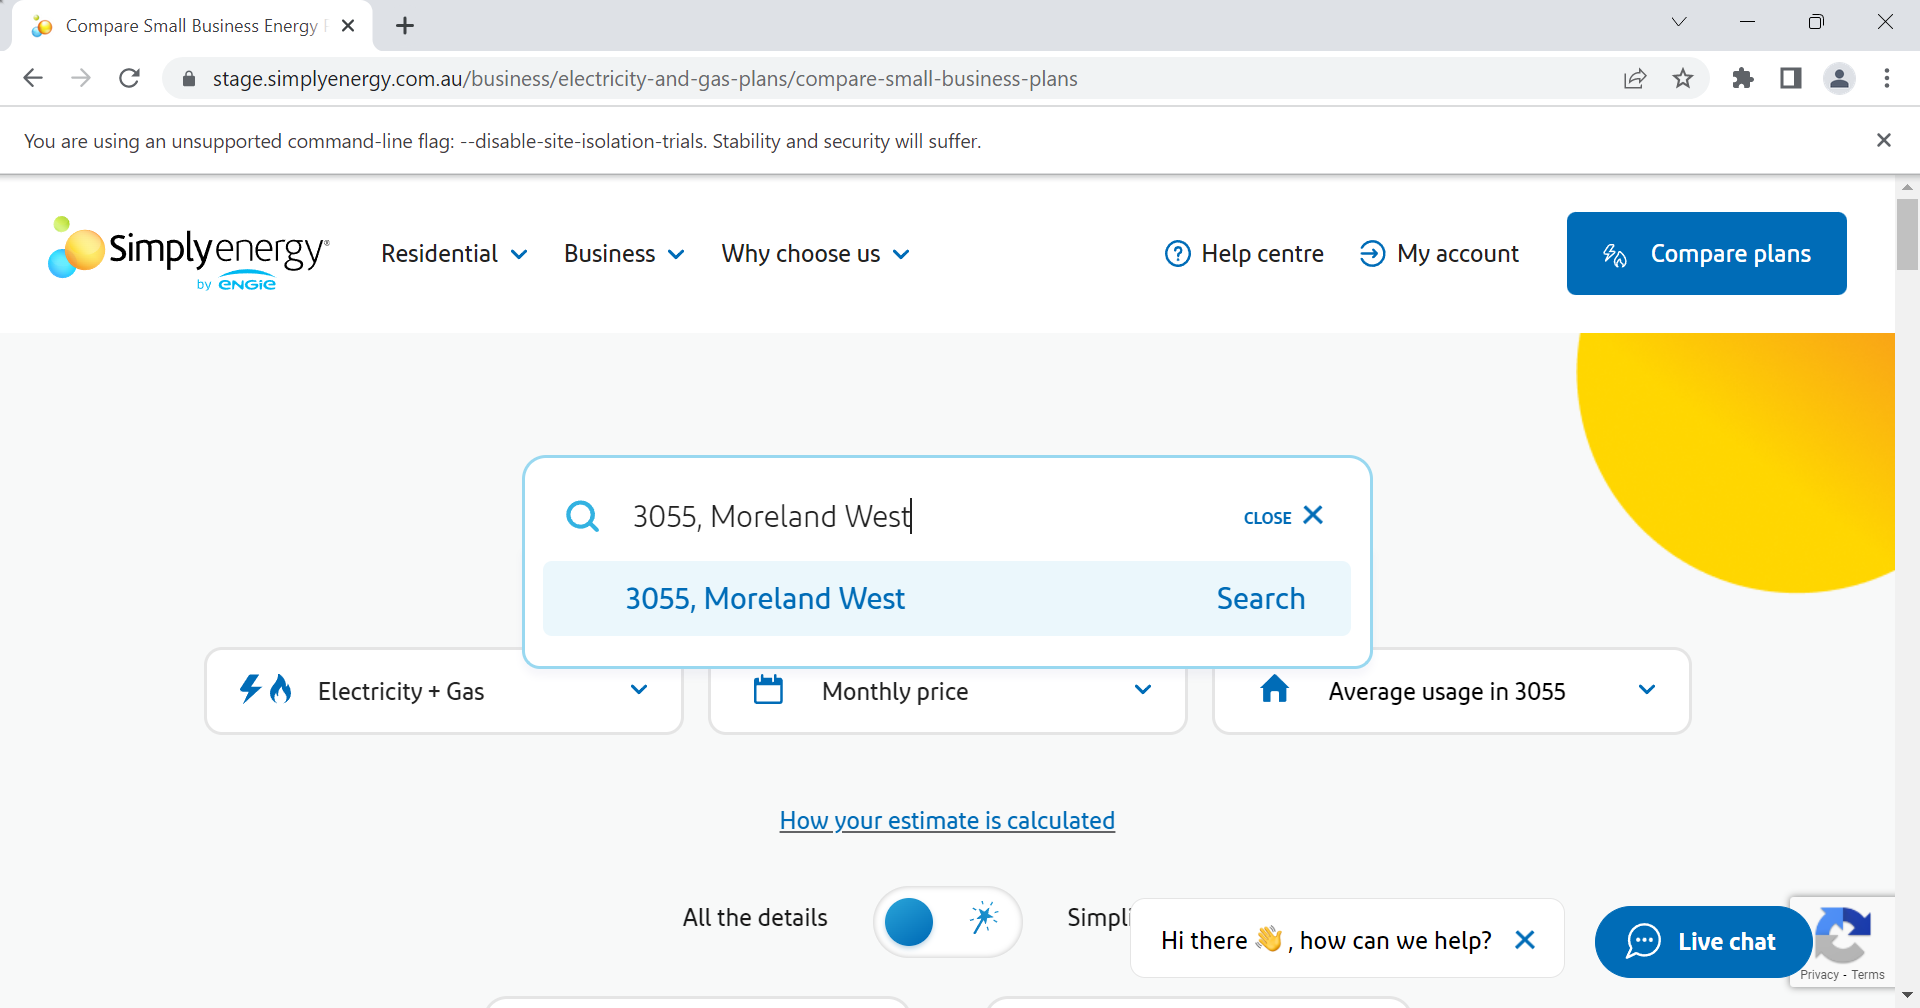 Compare Small Business Energy
stage.simplyenergy.com.au/business/electricity-and-gas-plans/compare-small-business-plans
You are using an unsupported command-line flag: --disable-site-isolation-trials. Stability and security will suffer.
Simplyenergy®
by ENGIE
Residential
Business
Why choose us
Help centre
My account
Compare plans
3055, Moreland West
CLOSE
3055, Moreland West
Search
Electricity + Gas
Monthly price
Average usage in 3055
How your estimate is calculated
All the details
Simpli
Hi there 👋, how can we help?
Live chat
Privacy - Terms